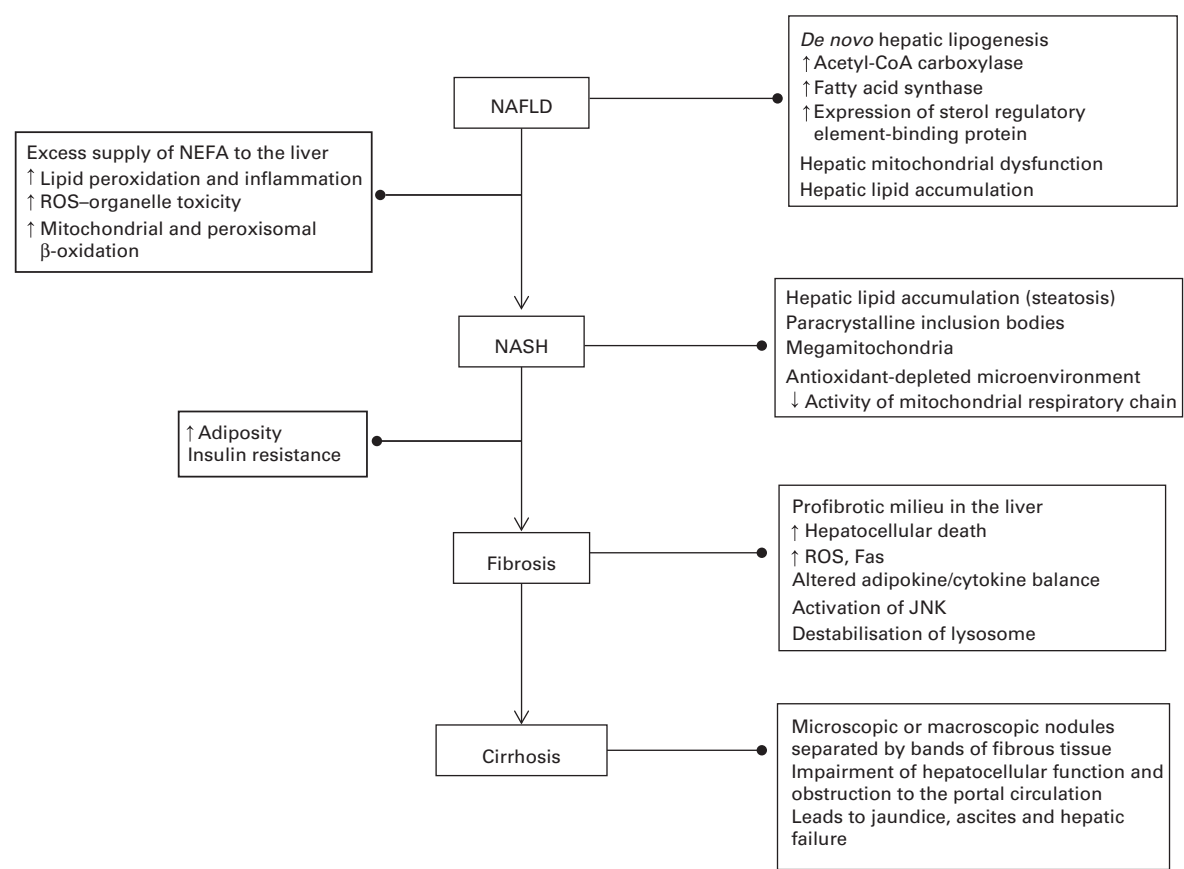 NAFLD
De novo hepatic lipogenesis
↑ Acetyl-CoA carboxylase
↑ Fatty acid synthase
↑ Expression of sterol regulatory
element-binding protein
Hepatic mitochondrial dysfunction
Hepatic lipid accumulation
Excess supply of NEFA to the liver
↑ Lipid peroxidation and inflammation
↑ ROS–organelle toxicity
↑ Mitochondrial and peroxisomal
β-oxidation
NASH
Hepatic lipid accumulation (steatosis)
Paracrystalline inclusion bodies
Megamitochondria
Antioxidant-depleted microenvironment
↓ Activity of mitochondrial respiratory chain
↑ Adiposity
Insulin resistance
Fibrosis
Profibrotic milieu in the liver
↑ Hepatocellular death
↑ ROS, Fas
Altered adipokine/cytokine balance
Activation of JNK
Destabilisation of lysosome
Cirrhosis
Microscopic or macroscopic nodules
separated by bands of fibrous tissue
Impairment of hepatocellular function and
obstruction to the portal circulation
Leads to jaundice, ascites and hepatic
failure